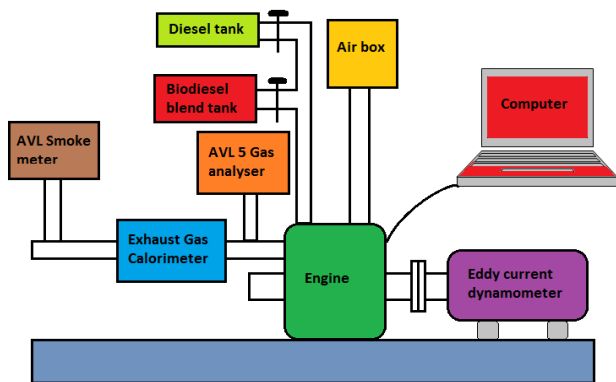 Diesel tank
Air box
Biodiesel
blend tank
Computer
AVL Smoke
meter
AVL 5 Gas
analyser
Exhaust Gas
Calorimeter
Engine
Eddy current
dynamometer